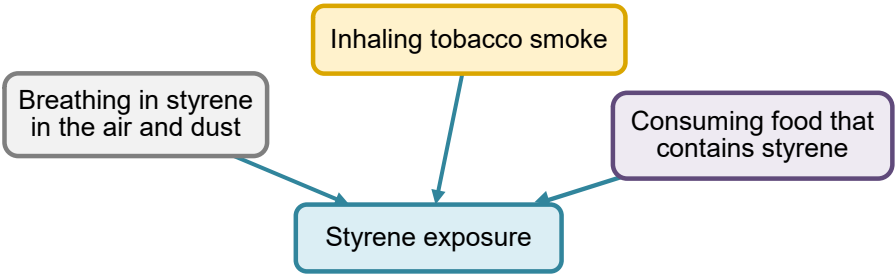 Inhaling tobacco smoke
Breathing in styrene
in the air and dust
Consuming food that
contains styrene
Styrene exposure